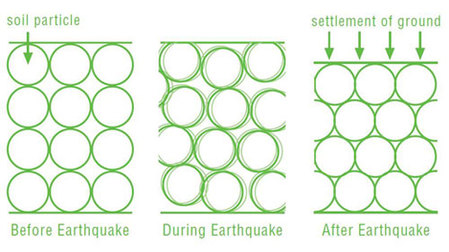 soil particle
settlement of ground
Before Earthquake
During Earthquake
After Earthquake